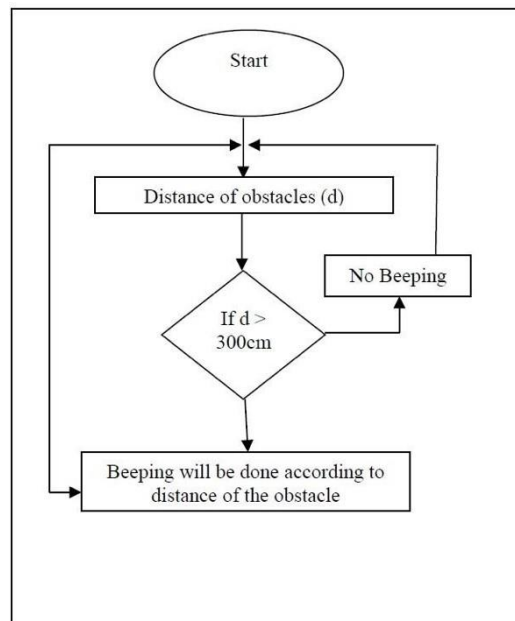 Start
Distance of obstacles (d)
No Beeping
If d >
300cm
Beeping will be done according to
distance of the obstacle